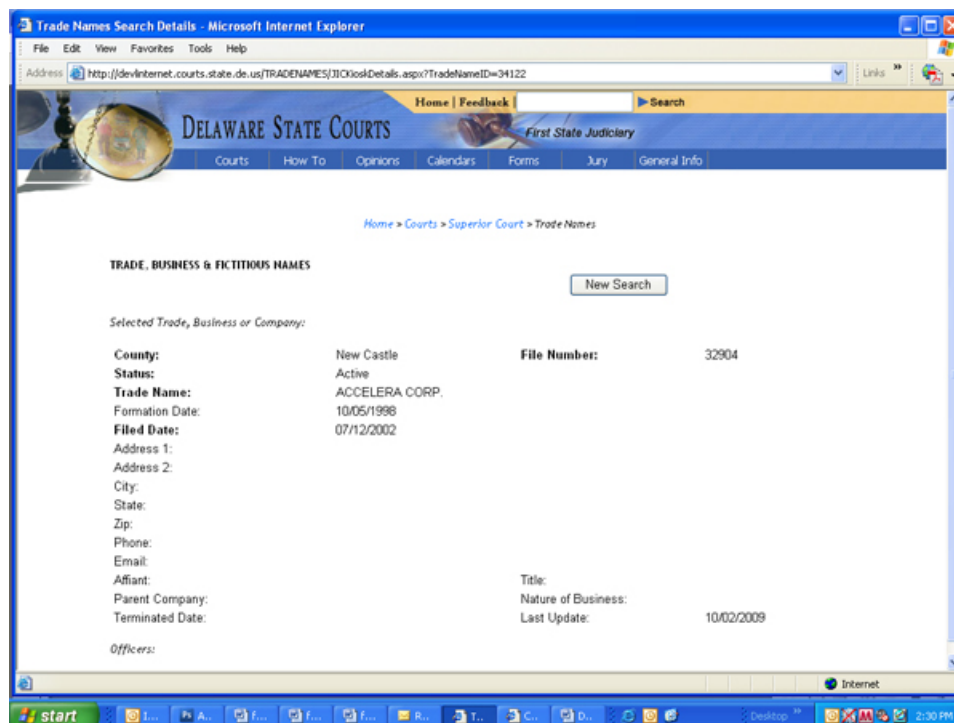 Trade Names Search Details - Microsoft Internet Explorer
File Edit View Favorites Tools Help
Address http://devinternet.courts.state.de.us/TRADENAMES/JICKioskDetails.aspx?TradeNameID=34122 Links »
Home | Feedback | Search
DELAWARE STATE COURTS First State Judiciary
Courts How To Opinions Calendars Forms Jury General Info
Home » Courts » Superior Court » Trade Names
TRADE, BUSINESS & FICTITIOUS NAMES
New Search
Selected Trade, Business or Company:
County: New Castle File Number: 32904
Status: Active
Trade Name: ACCELERA CORP.
Formation Date: 10/05/1998
Filed Date: 07/12/2002
Address 1:
Address 2:
City:
State:
Zip:
Phone:
Email:
Affiant: Title:
Parent Company: Nature of Business:
Terminated Date: Last Update: 10/02/2009
Officers:
Internet
start I... A... f... f... f... R... T... C... D... Desktop » 2:30 PM